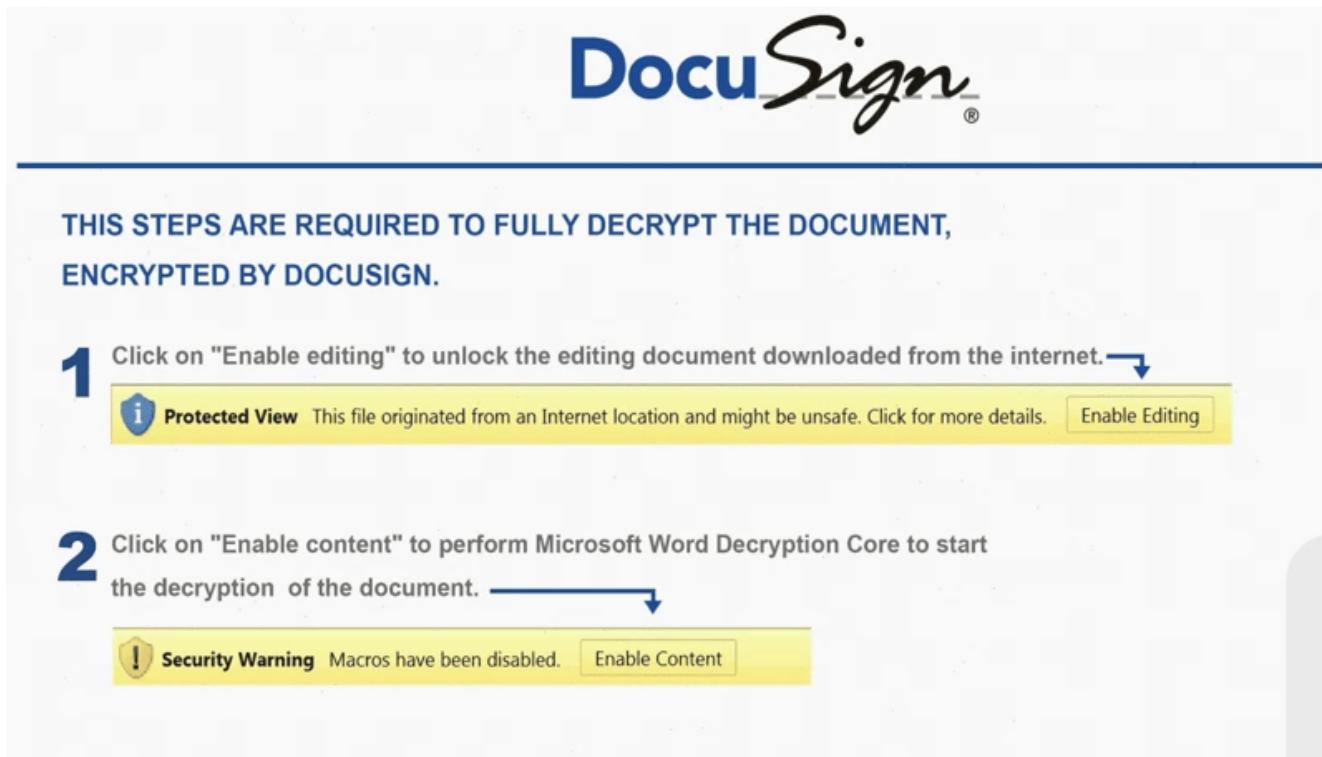 DocuSign®
THIS STEPS ARE REQUIRED TO FULLY DECRYPT THE DOCUMENT,
ENCRYPTED BY DOCUSIGN.
1 Click on "Enable editing" to unlock the editing document downloaded from the internet.
Protected View This file originated from an Internet location and might be unsafe. Click for more details. Enable Editing
2 Click on "Enable content" to perform Microsoft Word Decryption Core to start
the decryption of the document.
Security Warning Macros have been disabled. Enable Content